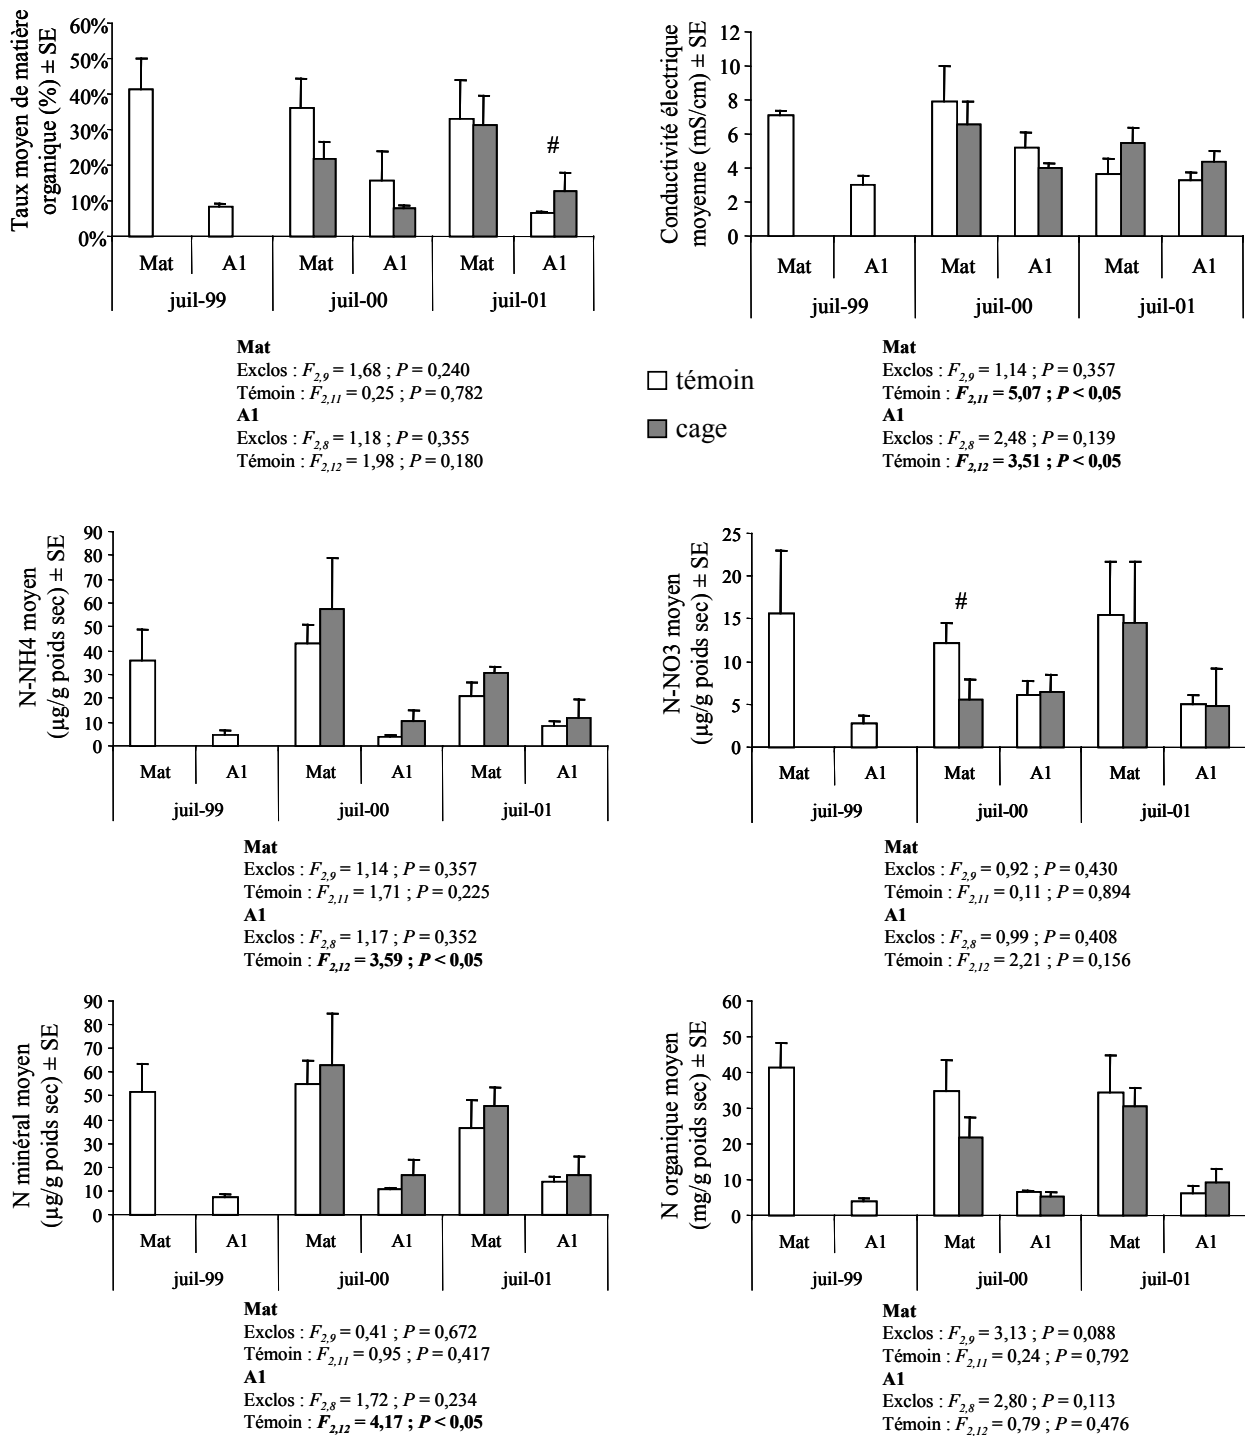 Taux moyen de matière
organique (%) ± SE
60%
50%
40%
30%
20%
10%
0%
#
Mat A1 Mat A1 Mat A1
juil-99 juil-00 juil-01
Mat
Exclos : F2,9 = 1,68 ; P = 0,240
Témoin : F2,11 = 0,25 ; P = 0,782
A1
Exclos : F2,8 = 1,18 ; P = 0,355
Témoin : F2,12 = 1,98 ; P = 0,180
Conductivité électrique
moyenne (mS/cm) ± SE
12
10
8
6
4
2
0
Mat A1 Mat A1 Mat A1
juil-99 juil-00 juil-01
témoin
cage
Mat
Exclos : F2,9 = 1,14 ; P = 0,357
Témoin : F2,11 = 5,07 ; P < 0,05
A1
Exclos : F2,8 = 2,48 ; P = 0,139
Témoin : F2,12 = 3,51 ; P < 0,05
N-NH4 moyen
(µg/g poids sec) ± SE
90
80
70
60
50
40
30
20
10
0
Mat A1 Mat A1 Mat A1
juil-99 juil-00 juil-01
Mat
Exclos : F2,9 = 1,14 ; P = 0,357
Témoin : F2,11 = 1,71 ; P = 0,225
A1
Exclos : F2,8 = 1,17 ; P = 0,352
Témoin : F2,12 = 3,59 ; P < 0,05
N-NO3 moyen
(µg/g poids sec) ± SE
25
20
15
10
5
0
#
Mat A1 Mat A1 Mat A1
juil-99 juil-00 juil-01
Mat
Exclos : F2,9 = 0,92 ; P = 0,430
Témoin : F2,11 = 0,11 ; P = 0,894
A1
Exclos : F2,8 = 0,99 ; P = 0,408
Témoin : F2,12 = 2,21 ; P = 0,156
N minéral moyen
(µg/g poids sec) ± SE
90
80
70
60
50
40
30
20
10
0
Mat A1 Mat A1 Mat A1
juil-99 juil-00 juil-01
Mat
Exclos : F2,9 = 0,41 ; P = 0,672
Témoin : F2,11 = 0,95 ; P = 0,417
A1
Exclos : F2,8 = 1,72 ; P = 0,234
Témoin : F2,12 = 4,17 ; P < 0,05
N organique moyen
(mg/g poids sec) ± SE
60
50
40
30
20
10
0
Mat A1 Mat A1 Mat A1
juil-99 juil-00 juil-01
Mat
Exclos : F2,9 = 3,13 ; P = 0,088
Témoin : F2,11 = 0,24 ; P = 0,792
A1
Exclos : F2,8 = 2,80 ; P = 0,113
Témoin : F2,12 = 0,79 ; P = 0,476